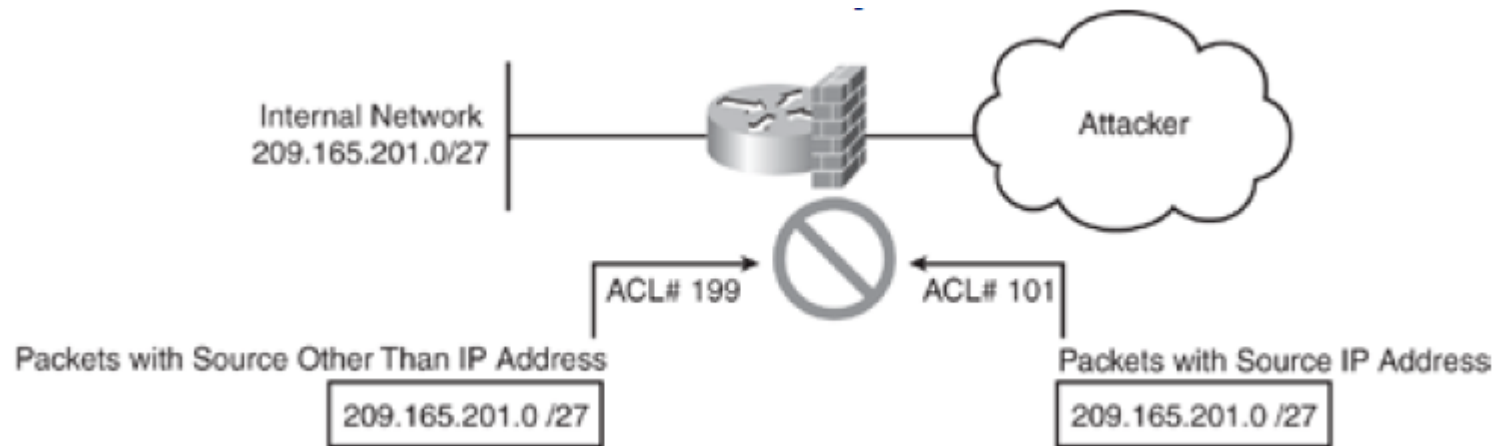 Internal Network
209.165.201.0/27
Attacker
ACL# 199
ACL# 101
Packets with Source Other Than IP Address
209.165.201.0 /27
Packets with Source IP Address
209.165.201.0 /27